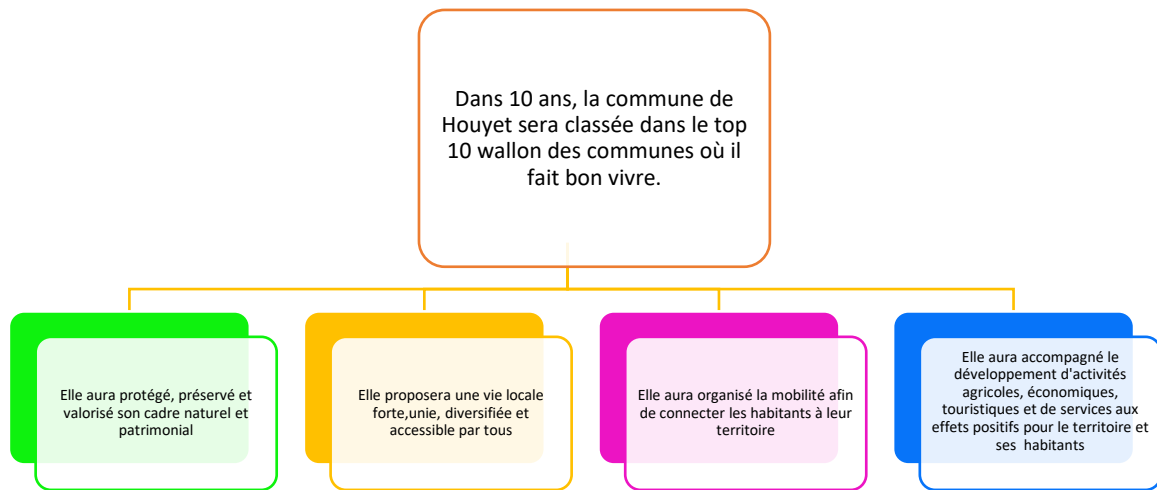 Dans 10 ans, la commune de
Houyet sera classée dans le top
10 wallon des communes où il
fait bon vivre.
Elle aura protégé, préservé et
valorisé son cadre naturel et
patrimonial
Elle proposera une vie locale
forte,unie, diversifiée et
accessible par tous
Elle aura organisé la mobilité afin
de connecter les habitants à leur
territoire
Elle aura accompagné le
développement d'activités
agricoles, économiques,
touristiques et de services aux
effets positifs pour le territoire et
ses habitants